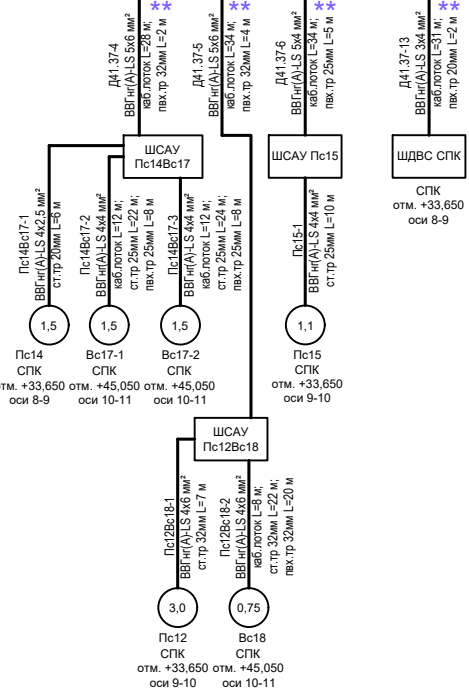 **
**
**
**
Д41.37-4
ВВГнг(А)-LS 5х6 мм²
каб.лоток L=28 м;
пвх.тр 32мм L=2 м
Д41.37-5
ВВГнг(А)-LS 5х6 мм²
каб.лоток L=34 м;
пвх.тр 32мм L=4 м
Д41.37-6
ВВГнг(А)-LS 5х4 мм²
каб.лоток L=34 м;
пвх.тр 25мм L=5 м
Д41.37-13
ВВГнг(А)-LS 3х4 мм²
каб.лоток L=31 м;
пвх.тр 20мм L=2 м
ШСАУ
Пс14Вс17
ШСАУ Пс15
ШДВС СПК
СПК
отм. +33,650
оси 8-9
Пс14Вс17-1
ВВГнг(А)-LS 4х2,5 мм²
ст.тр 20мм L=6 м
Пс14Вс17-2
ВВГнг(А)-LS 4х4 мм²
каб.лоток L=12 м;
ст.тр 25мм L=22 м;
пвх.тр 25мм L=8 м
Пс14Вс17-3
ВВГнг(А)-LS 4х4 мм²
каб.лоток L=12 м;
ст.тр 25мм L=24 м;
пвх.тр 25мм L=8 м
Пс15-1
ВВГнг(А)-LS 4х4 мм²
ст.тр 25мм L=10 м
1,5
1,5
1,5
1,1
Пс14
СПК
отм. +33,650
оси 8-9
Вс17-1
СПК
отм. +45,050
оси 10-11
Вс17-2
СПК
отм. +45,050
оси 10-11
Пс15
СПК
отм. +33,650
оси 9-10
ШСАУ
Пс12Вс18
Пс12Вс18-1
ВВГнг(А)-LS 4х6 мм²
ст.тр 32мм L=7 м
Пс12Вс18-2
ВВГнг(А)-LS 4х6 мм²
каб.лоток L=8 м;
ст.тр 32мм L=22 м;
пвх.тр 32мм L=20 м
3,0
0,75
Пс12
СПК
отм. +33,650
оси 9-10
Вс18
СПК
отм. +45,050
оси 10-11